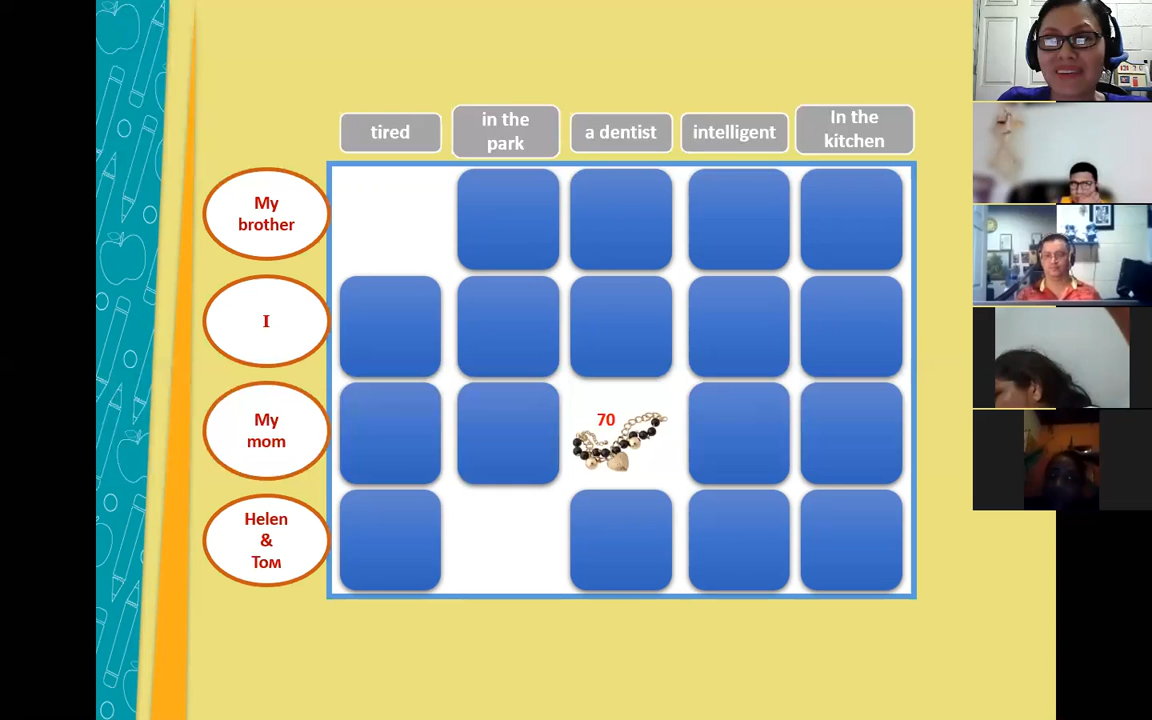 tired
in the
park
a dentist
intelligent
In the
kitchen
My
brother
I
My
mom
70
Helen
&
Tom